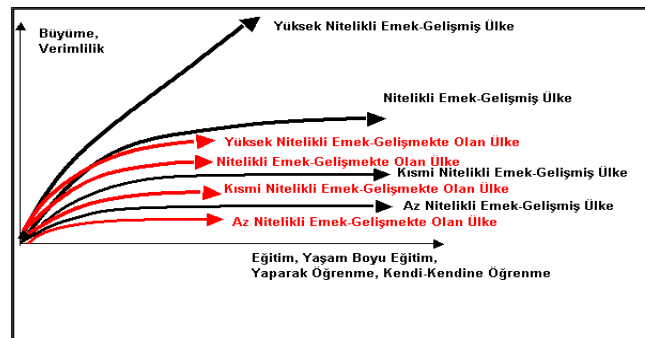 Büyüme,
Verimlilik
Yüksek Nitelikli Emek-Gelişmiş Ülke
Nitelikli Emek-Gelişmiş Ülke
Yüksek Nitelikli Emek-Gelişmekte Olan Ülke
Nitelikli Emek-Gelişmekte Olan Ülke
Kısmi Nitelikli Emek-Gelişmiş Ülke
Kısmi Nitelikli Emek-Gelişmekte Olan Ülke
Az Nitelikli Emek-Gelişmiş Ülke
Az Nitelikli Emek-Gelişmekte Olan Ülke
Eğitim, Yaşam Boyu Eğitim,
Yaparak Öğrenme, Kendi-Kendine Öğrenme